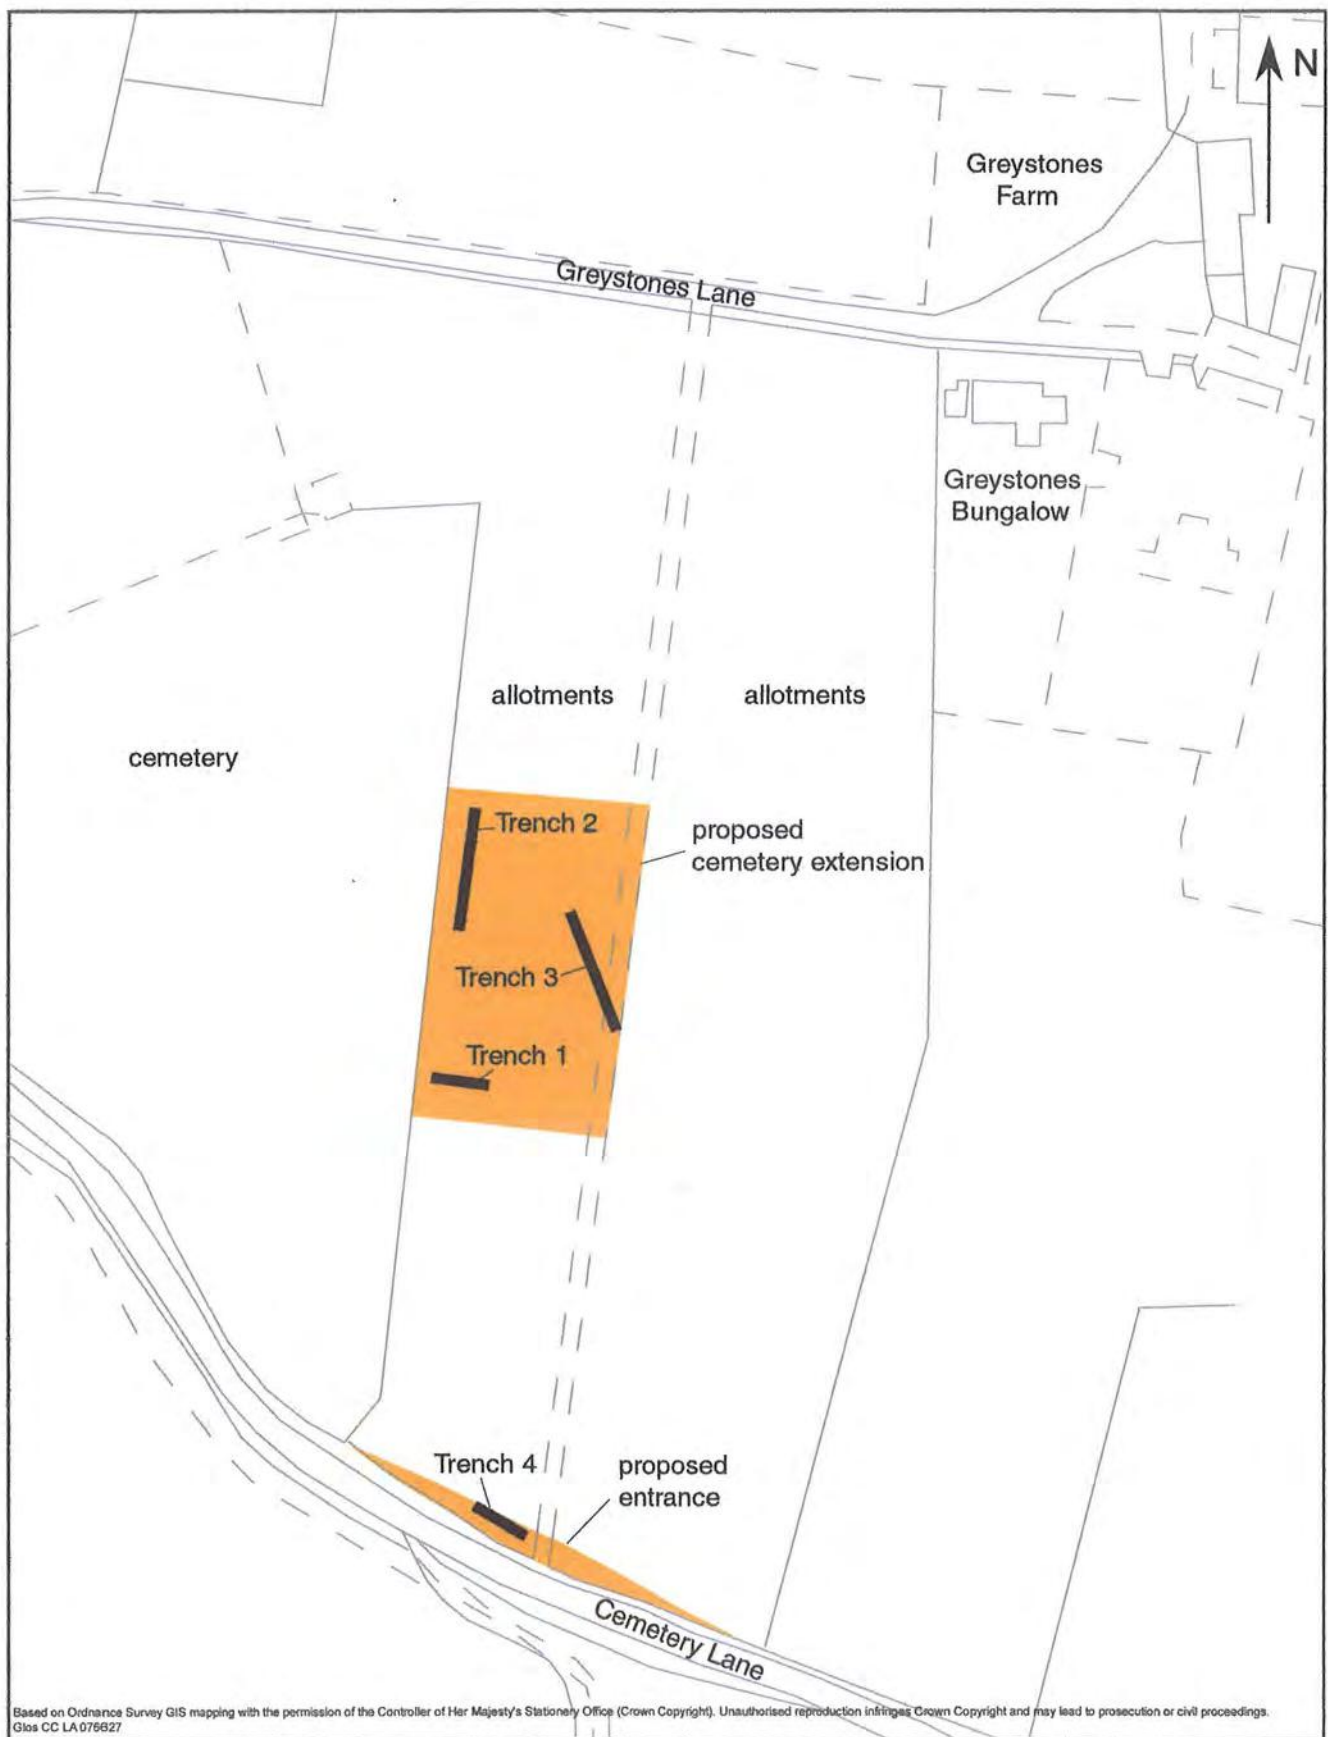 N
Greystones
Farm
Greystones Lane
Greystones
Bungalow
allotments
allotments
cemetery
Trench 2
proposed
cemetery extension
Trench 3
Trench 1
Trench 4
proposed
entrance
Cemetery Lane
Based on Ordnance Survey GIS mapping with the permission of the Controller of Her Majesty's Stationery Office (Crown Copyright). Unauthorised reproduction infringes Crown Copyright and may lead to prosecution or civil proceedings.
Glos CC LA076627